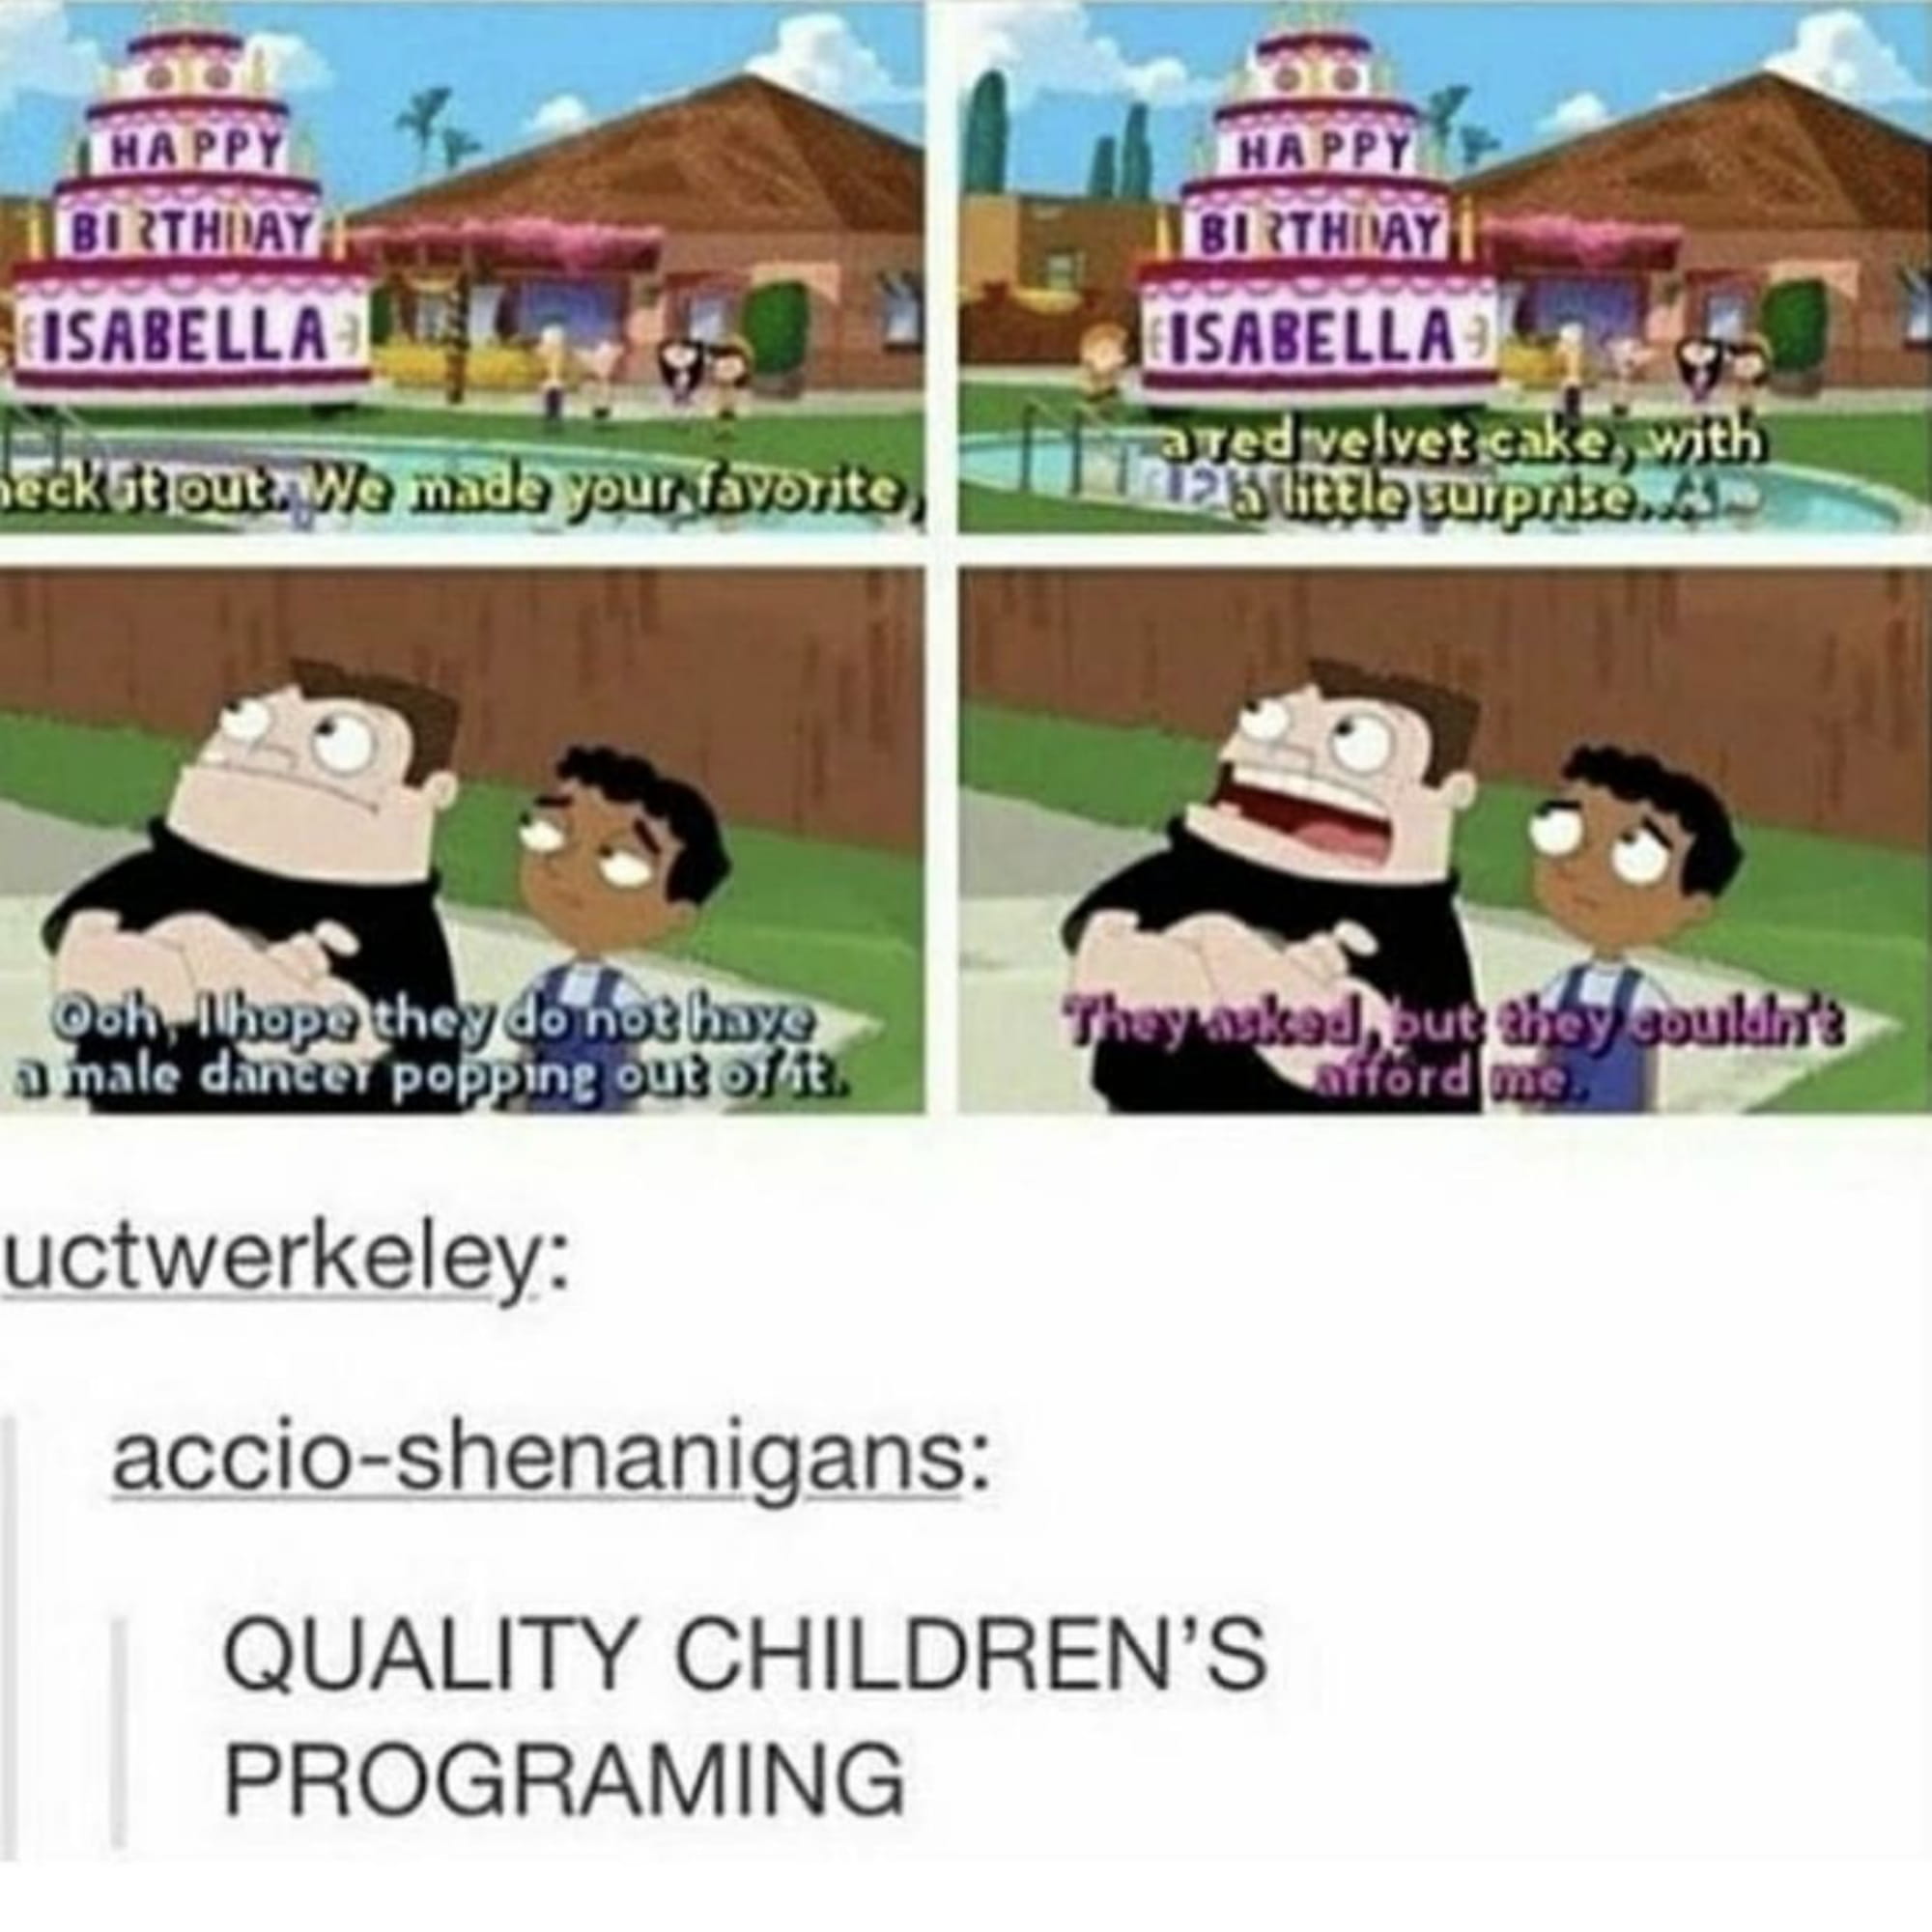 HAPPY
BIRTHDAY
ISABELLA
heck it out. We made your favorite,
HAPPY
BIRTHDAY
ISABELLA
a red velvet cake, with
a little surprise...
Ooh, I hope they do not have
a male dancer popping out of it.
They asked, but they couldn't
afford me.
uctwerkeley:
accio-shenanigans:
QUALITY CHILDREN'S
PROGRAMING